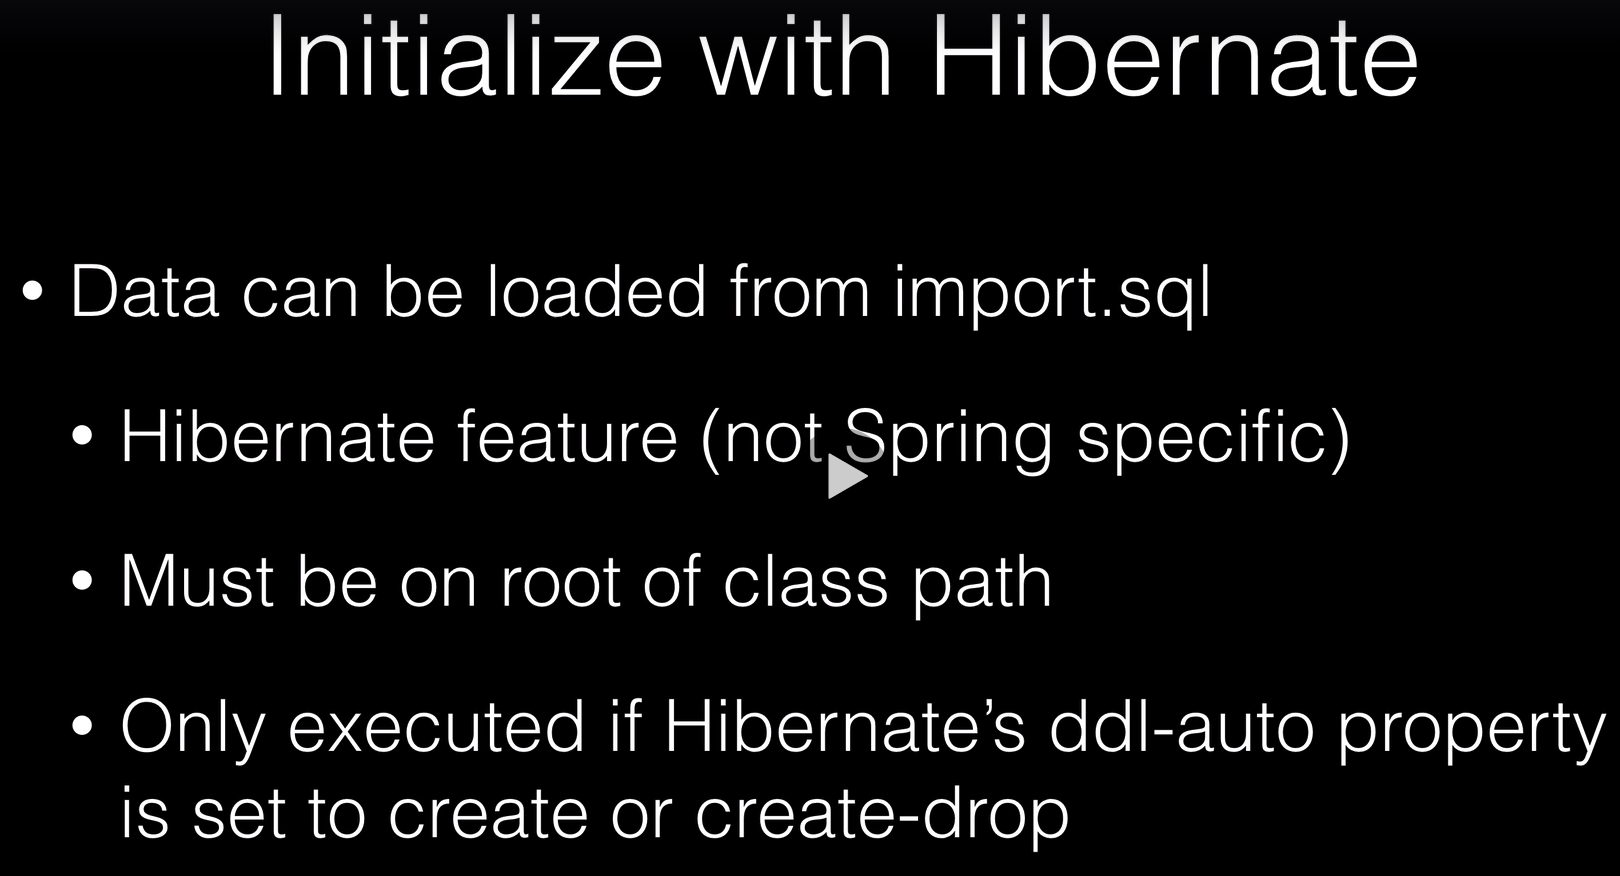 Initialize with Hibernate
• Data can be loaded from import.sql
• Hibernate feature (not Spring specific)
• Must be on root of class path
• Only executed if Hibernate’s ddl-auto property
is set to create or create-drop